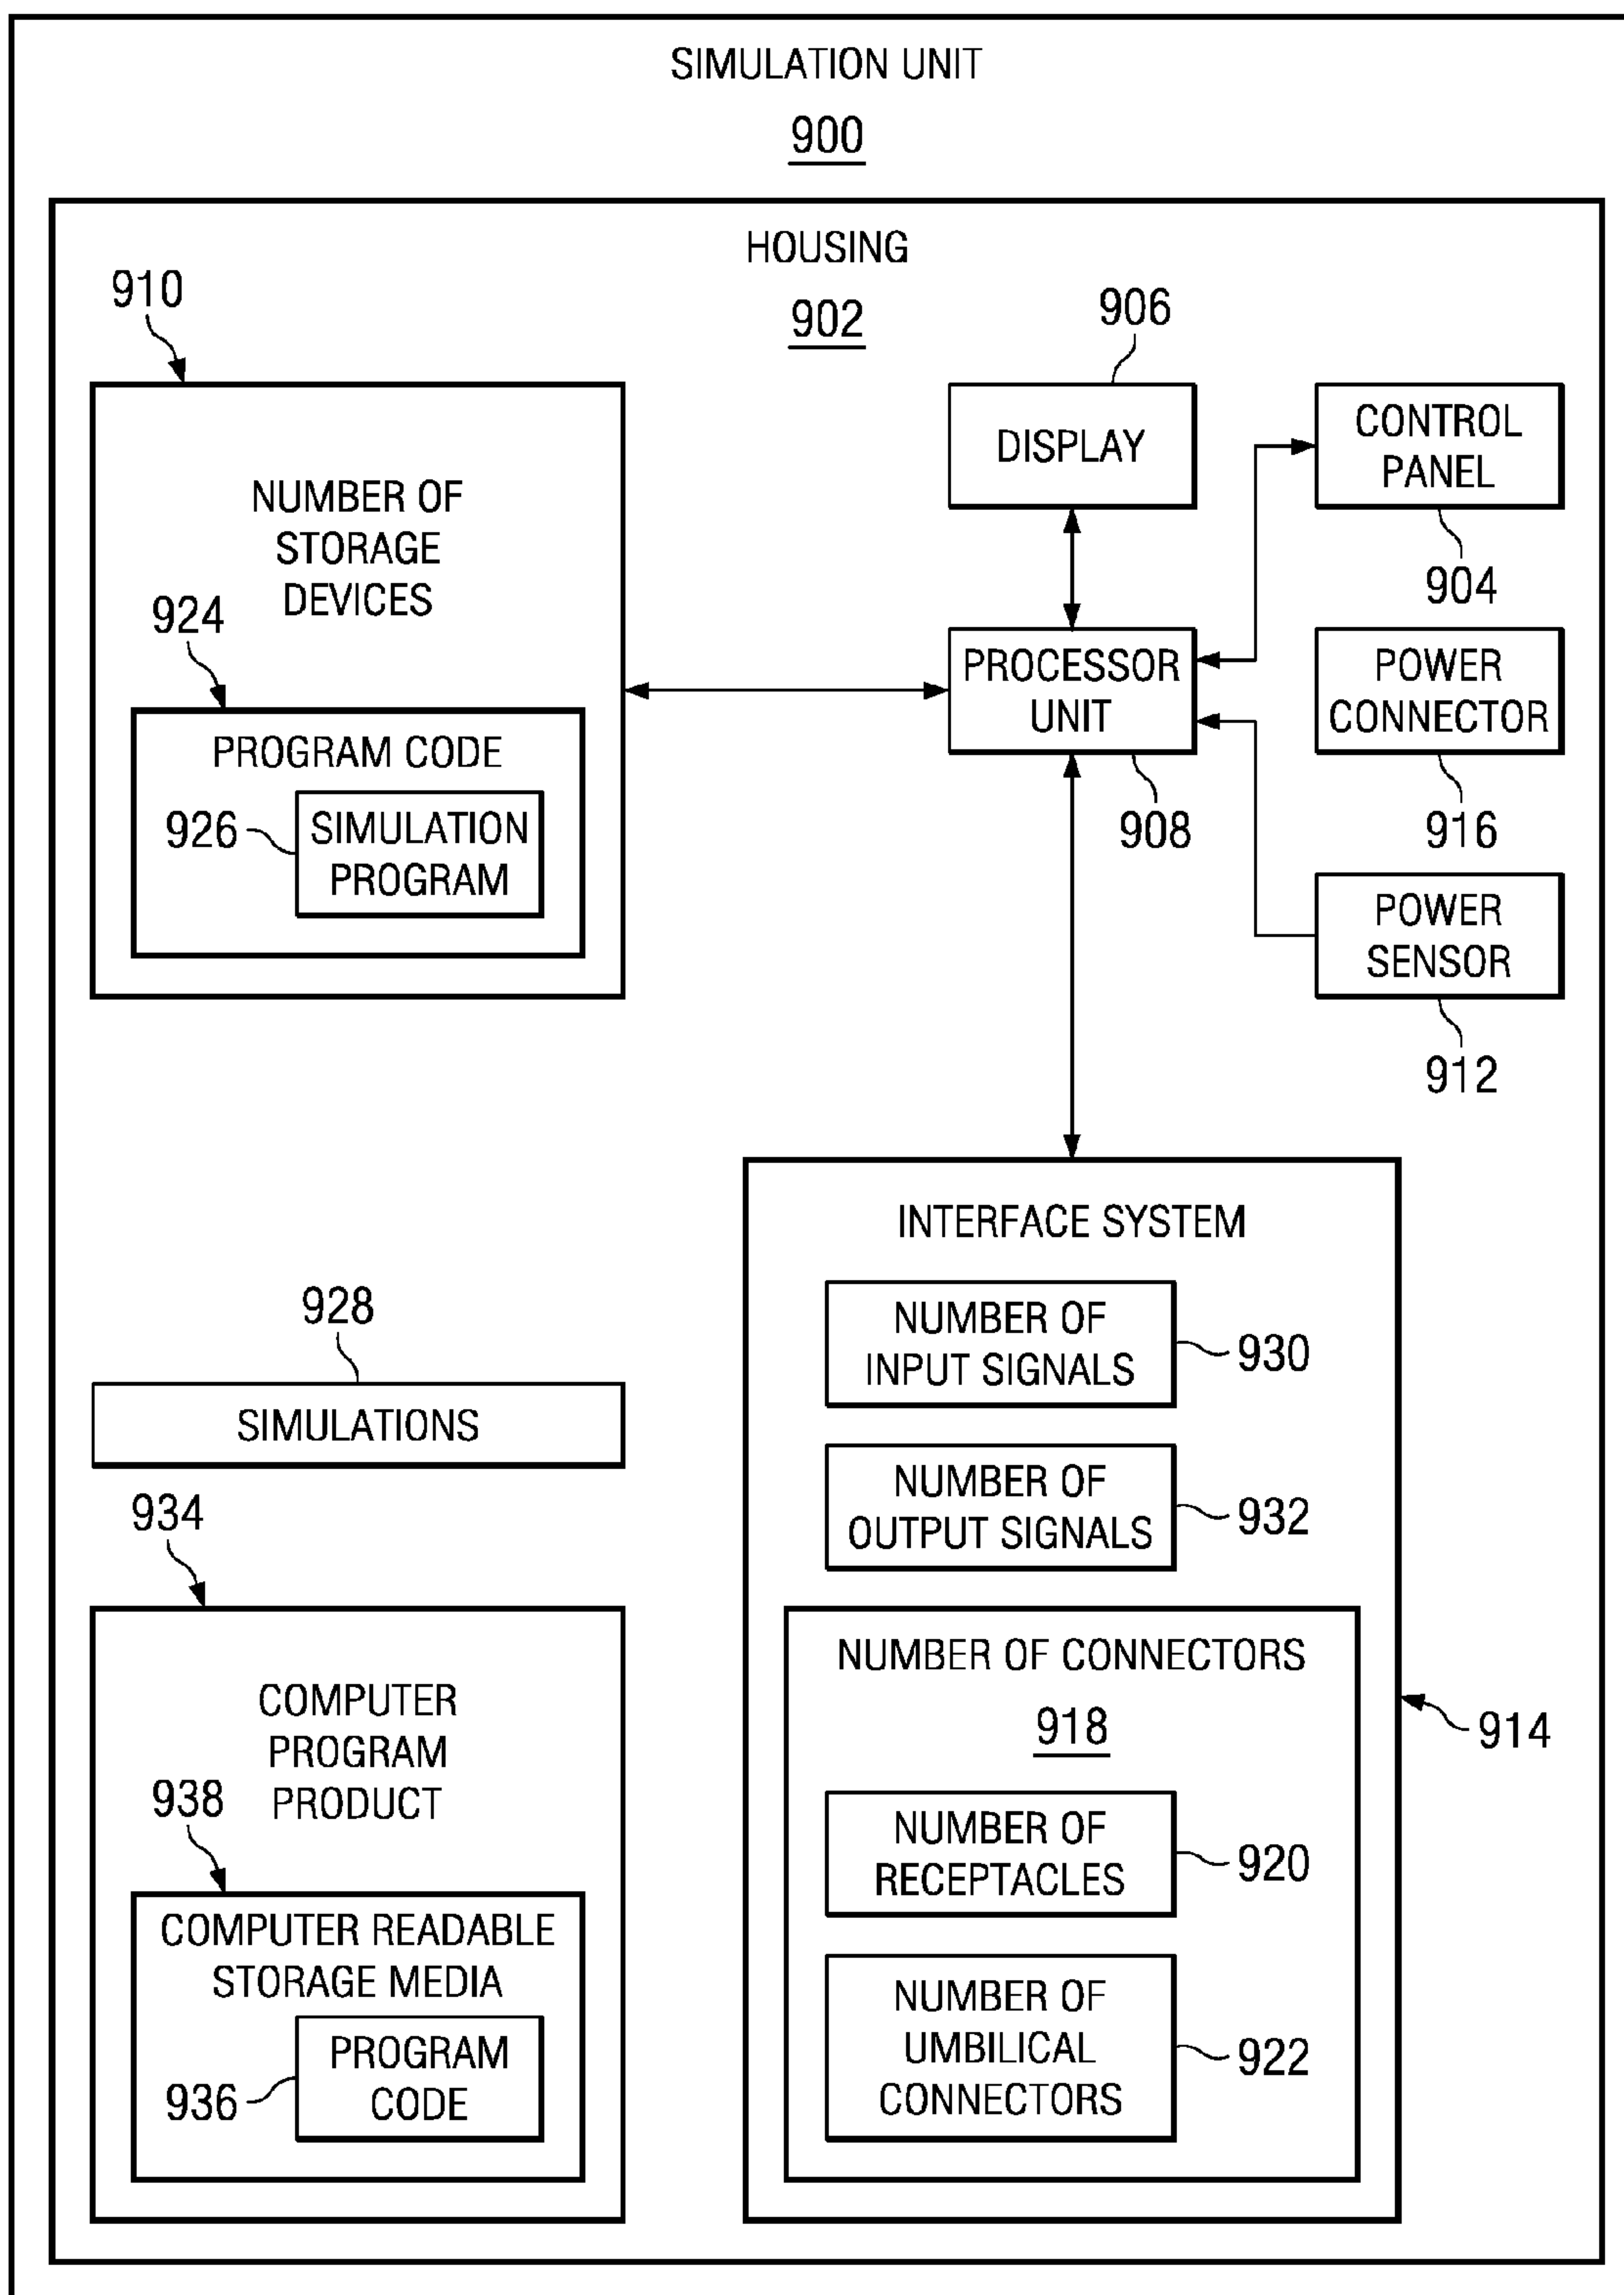 SIMULATION UNIT
900
HOUSING
902
910
NUMBER OF
STORAGE
DEVICES
924
PROGRAM CODE
926
SIMULATION
PROGRAM
906
DISPLAY
CONTROL
PANEL
904
PROCESSOR
UNIT
908
POWER
CONNECTOR
916
POWER
SENSOR
912
928
SIMULATIONS
934
COMPUTER
PROGRAM
PRODUCT
938
COMPUTER READABLE
STORAGE MEDIA
936
PROGRAM
CODE
INTERFACE SYSTEM
NUMBER OF
INPUT SIGNALS
930
NUMBER OF
OUTPUT SIGNALS
932
NUMBER OF CONNECTORS
918
914
NUMBER OF
RECEPTACLES
920
NUMBER OF
UMBILICAL
CONNECTORS
922